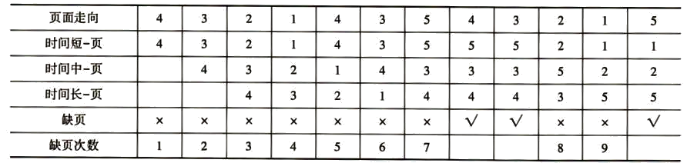 页面走向 4 3 2 1 4 3 5 4 3 2 1 5
时间短-页 4 3 2 1 4 3 5 5 5 2 1 1
时间中-页 4 3 2 1 4 3 3 3 5 2 2
时间长-页 4 3 2 1 4 4 4 3 5 5
缺页 × × × × × × × √ √ × × √
缺页次数 1 2 3 4 5 6 7 8 9